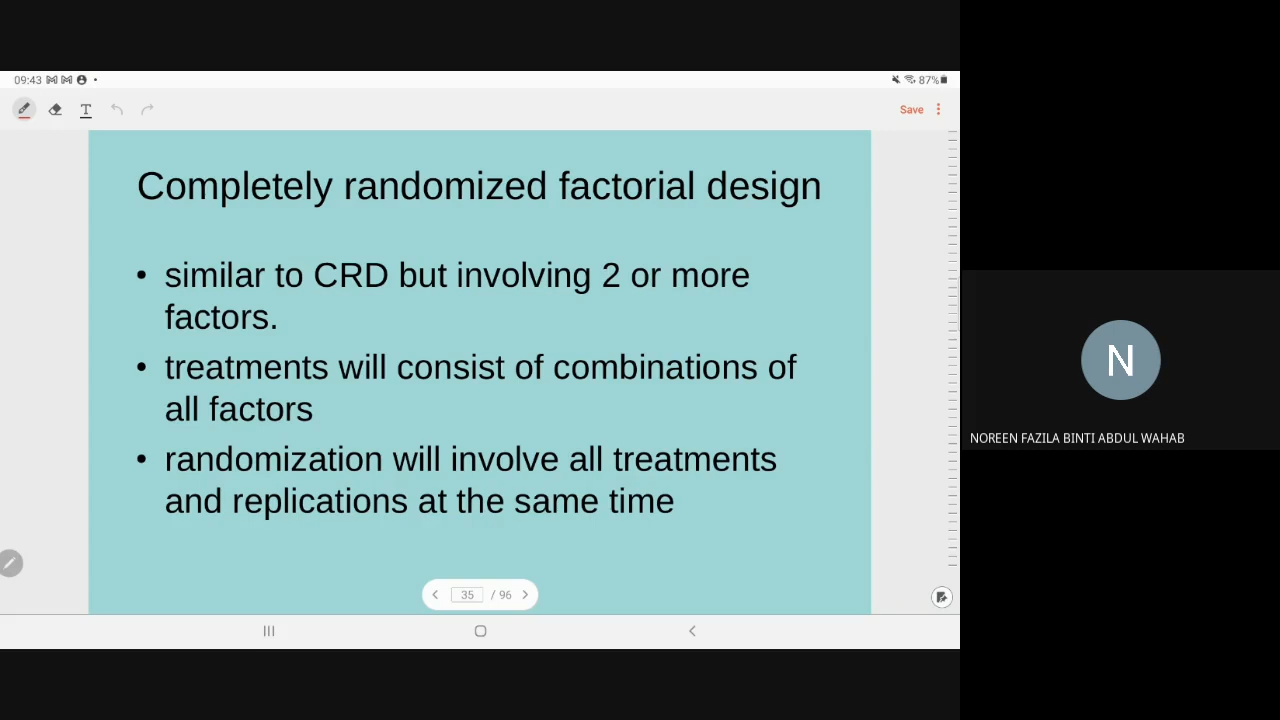 09:43
87%
T
Save
Completely randomized factorial design
• similar to CRD but involving 2 or more
factors.
• treatments will consist of combinations of
all factors
• randomization will involve all treatments
and replications at the same time
35 / 96
N
NOREEN FAZILA BINTI ABDUL WAHAB